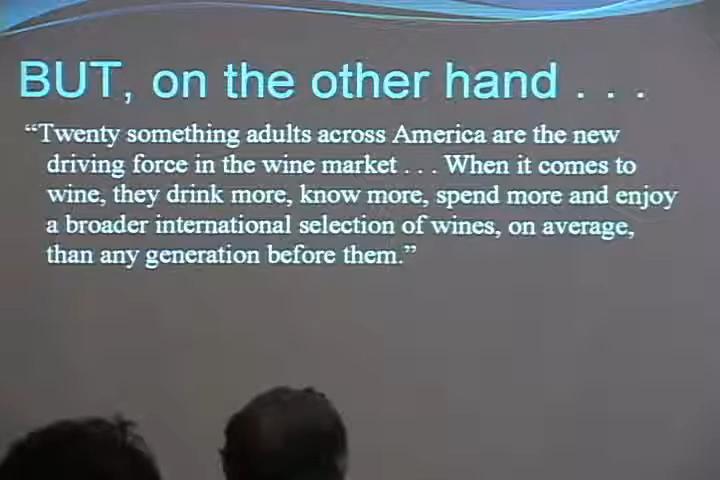 BUT, on the other hand . . .
“Twenty something adults across America are the new
driving force in the wine market . . . When it comes to
wine, they drink more, know more, spend more and enjoy
a broader international selection of wines, on average,
than any generation before them.”